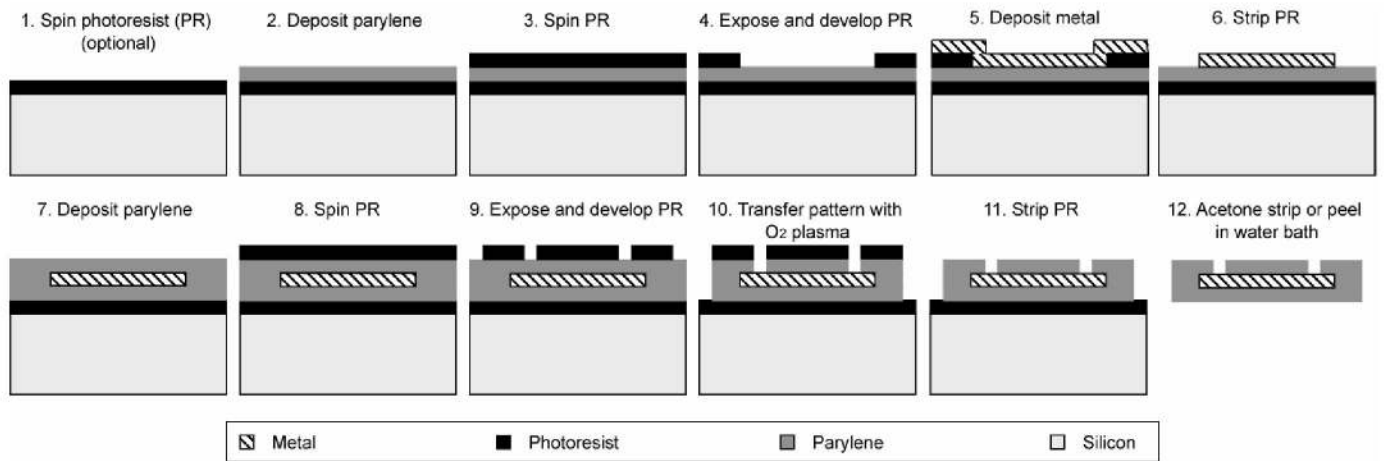 1. Spin photoresist (PR)
(optional)
2. Deposit parylene
3. Spin PR
4. Expose and develop PR
5. Deposit metal
6. Strip PR
7. Deposit parylene
8. Spin PR
9. Expose and develop PR
10. Transfer pattern with
O2 plasma
11. Strip PR
12. Acetone strip or peel
in water bath
Metal
Photoresist
Parylene
Silicon